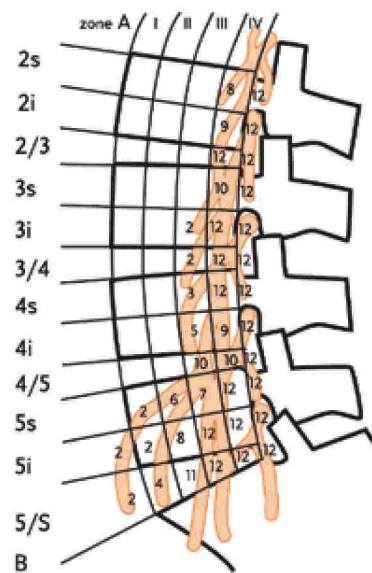 zone A I II III IV
2s 8 12
2i 9 12
2/3 12 12
3s 10 12
3i 2 12 12
3/4 2 12 12
4s 3 12 12
4i 5 9 12
4/5 10 10 12
5s 2 6 7 12 12
5i 2 2 8 12 12 12
5/S 2 4 11 12 12 12
B